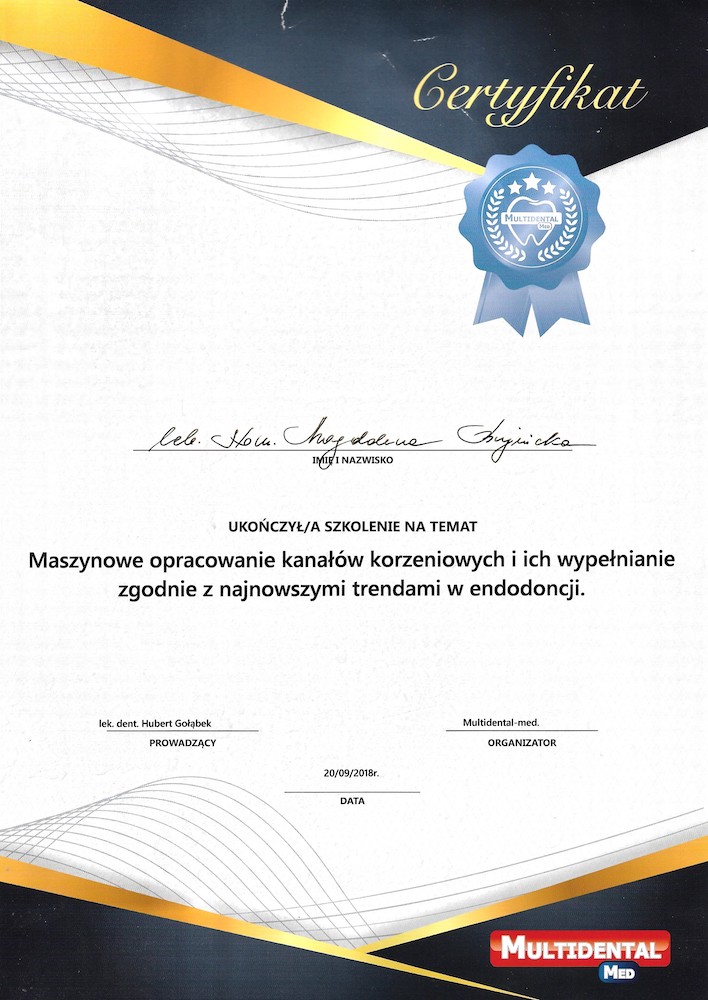 Certyfikat
MULTIDENTAL
MED
lek. stom. Magdalena
IMIĘ I NAZWISKO
UKOŃCZYŁ/A SZKOLENIE NA TEMAT
Maszynowe opracowanie kanałów korzeniowych i ich wypełnianie
zgodnie z najnowszymi trendami w endodoncji.
lek. dent. Hubert Gołąbek
PROWADZĄCY
Multidental-med.
ORGANIZATOR
20/09/2018r.
DATA
MULTIDENTAL
MED